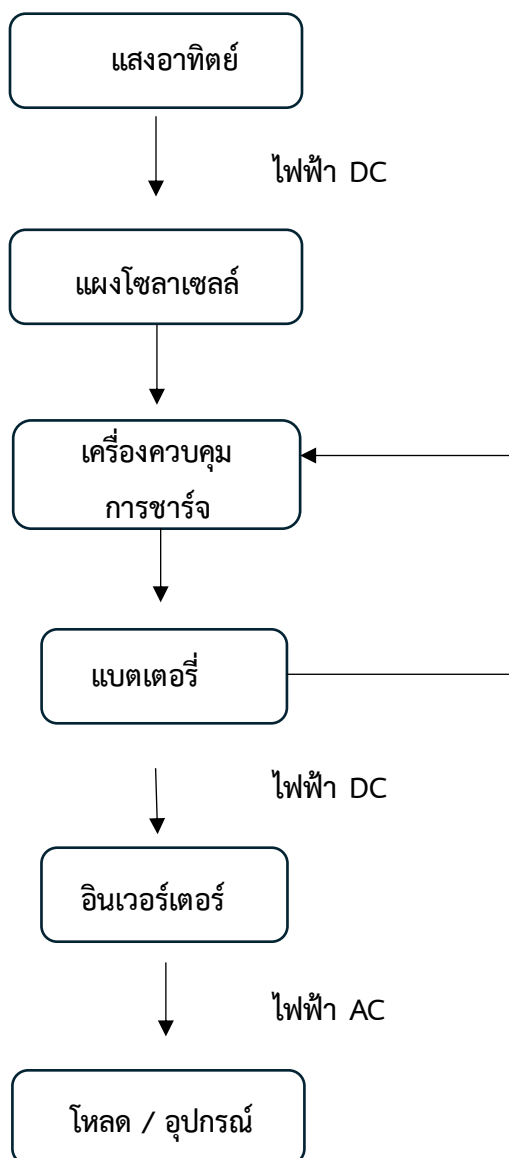 แสงอาทิตย์
ไฟฟ้า DC
แผงโซลาเซลล์
เครื่องควบคุม
การชาร์จ
แบตเตอรี่
ไฟฟ้า DC
อินเวอร์เตอร์
ไฟฟ้า AC
โหลด / อุปกรณ์